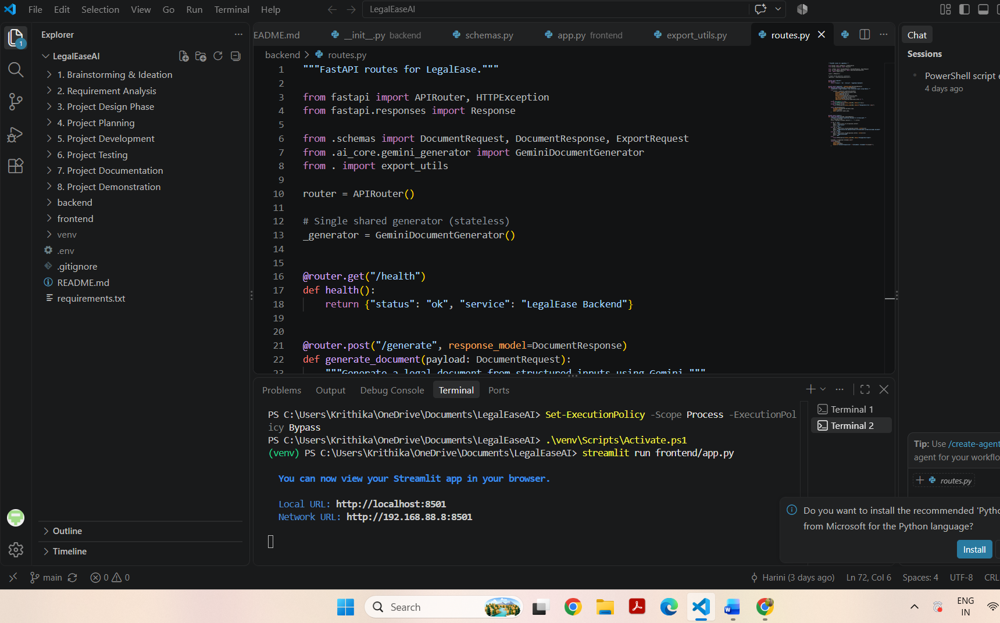 File Edit Selection View Go Run Terminal Help
LegalEaseAI
Explorer
1
LegalEaseAI
1. Brainstorming & Ideation
2. Requirement Analysis
3. Project Design Phase
4. Project Planning
5. Project Development
6. Project Testing
7. Project Documentation
8. Project Demonstration
backend
frontend
venv
.env
.gitignore
README.md
requirements.txt
Outline
Timeline
EADME.md __init__.py backend schemas.py app.py frontend export_utils.py routes.py
backend > routes.py
1 """FastAPI routes for LegalEase."""
2
3 from fastapi import APIRouter, HTTPException
4 from fastapi.responses import Response
5
6 from .schemas import DocumentRequest, DocumentResponse, ExportRequest
7 from .ai_core.gemini_generator import GeminiDocumentGenerator
8 from . import export_utils
9
10 router = APIRouter()
11
12 # Single shared generator (stateless)
13 _generator = GeminiDocumentGenerator()
14
15
16 @router.get("/health")
17 def health():
18 return {"status": "ok", "service": "LegalEase Backend"}
19
20
21 @router.post("/generate", response_model=DocumentResponse)
22 def generate_document(payload: DocumentRequest):
23 """Generate a legal document from structured inputs using Gemini."""
Problems Output Debug Console Terminal Ports
PS C:\Users\Krithika\OneDrive\Documents\LegalEaseAI> Set-ExecutionPolicy -Scope Process -ExecutionPol
icy Bypass
PS C:\Users\Krithika\OneDrive\Documents\LegalEaseAI> .\venv\Scripts\Activate.ps1
(venv) PS C:\Users\Krithika\OneDrive\Documents\LegalEaseAI> streamlit run frontend/app.py
You can now view your Streamlit app in your browser.
Local URL: http://localhost:8501
Network URL: http://192.168.88.8:8501
Terminal 1
Terminal 2
Chat
Sessions
PowerShell script e
4 days ago
Tip: Use /create-agent
agent for your workflo
routes.py
Do you want to install the recommended 'Pytho
from Microsoft for the Python language?
Install
main 0 0
Harini (3 days ago) Ln 72, Col 6 Spaces: 4 UTF-8 CRL
Search
ENG
IN